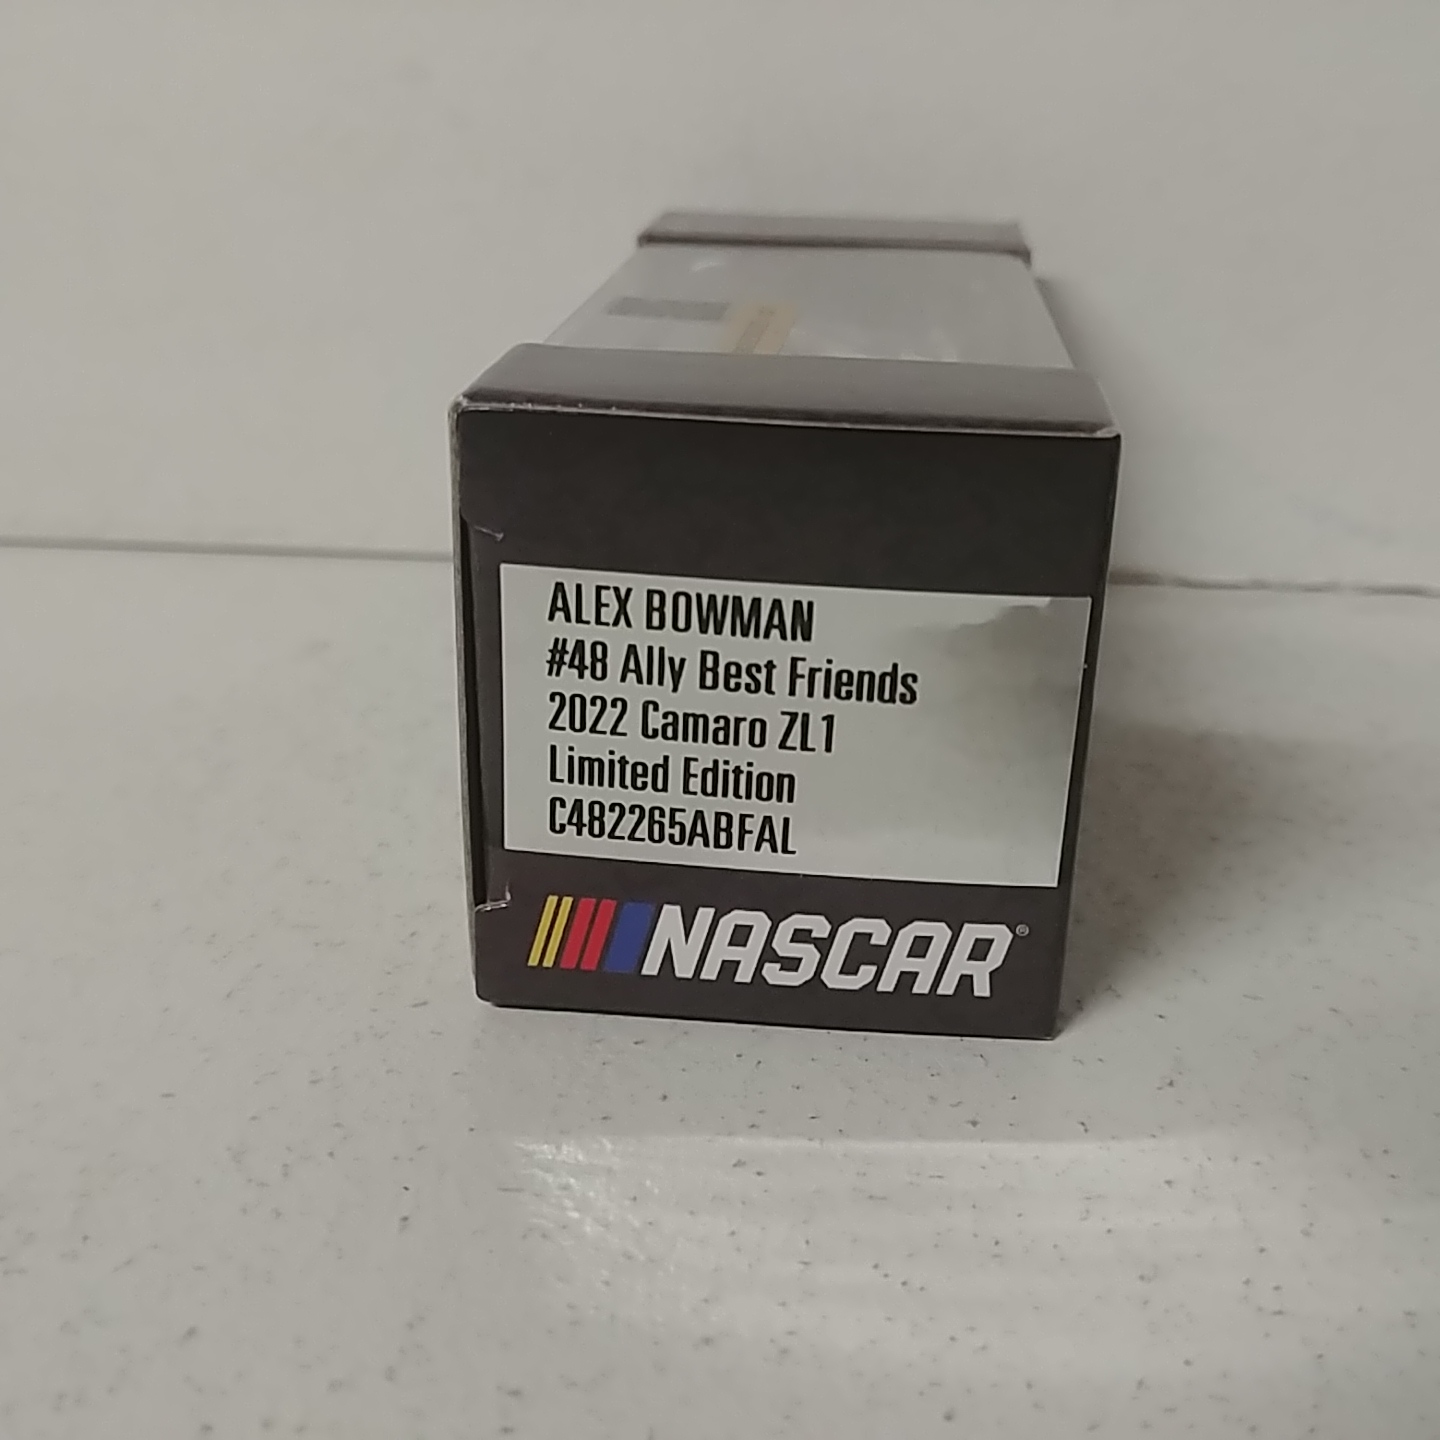 ALEX BOWMAN
#48 Ally Best Friends
2022 Camaro ZL1
Limited Edition
C482265ABFAL
NASCAR®